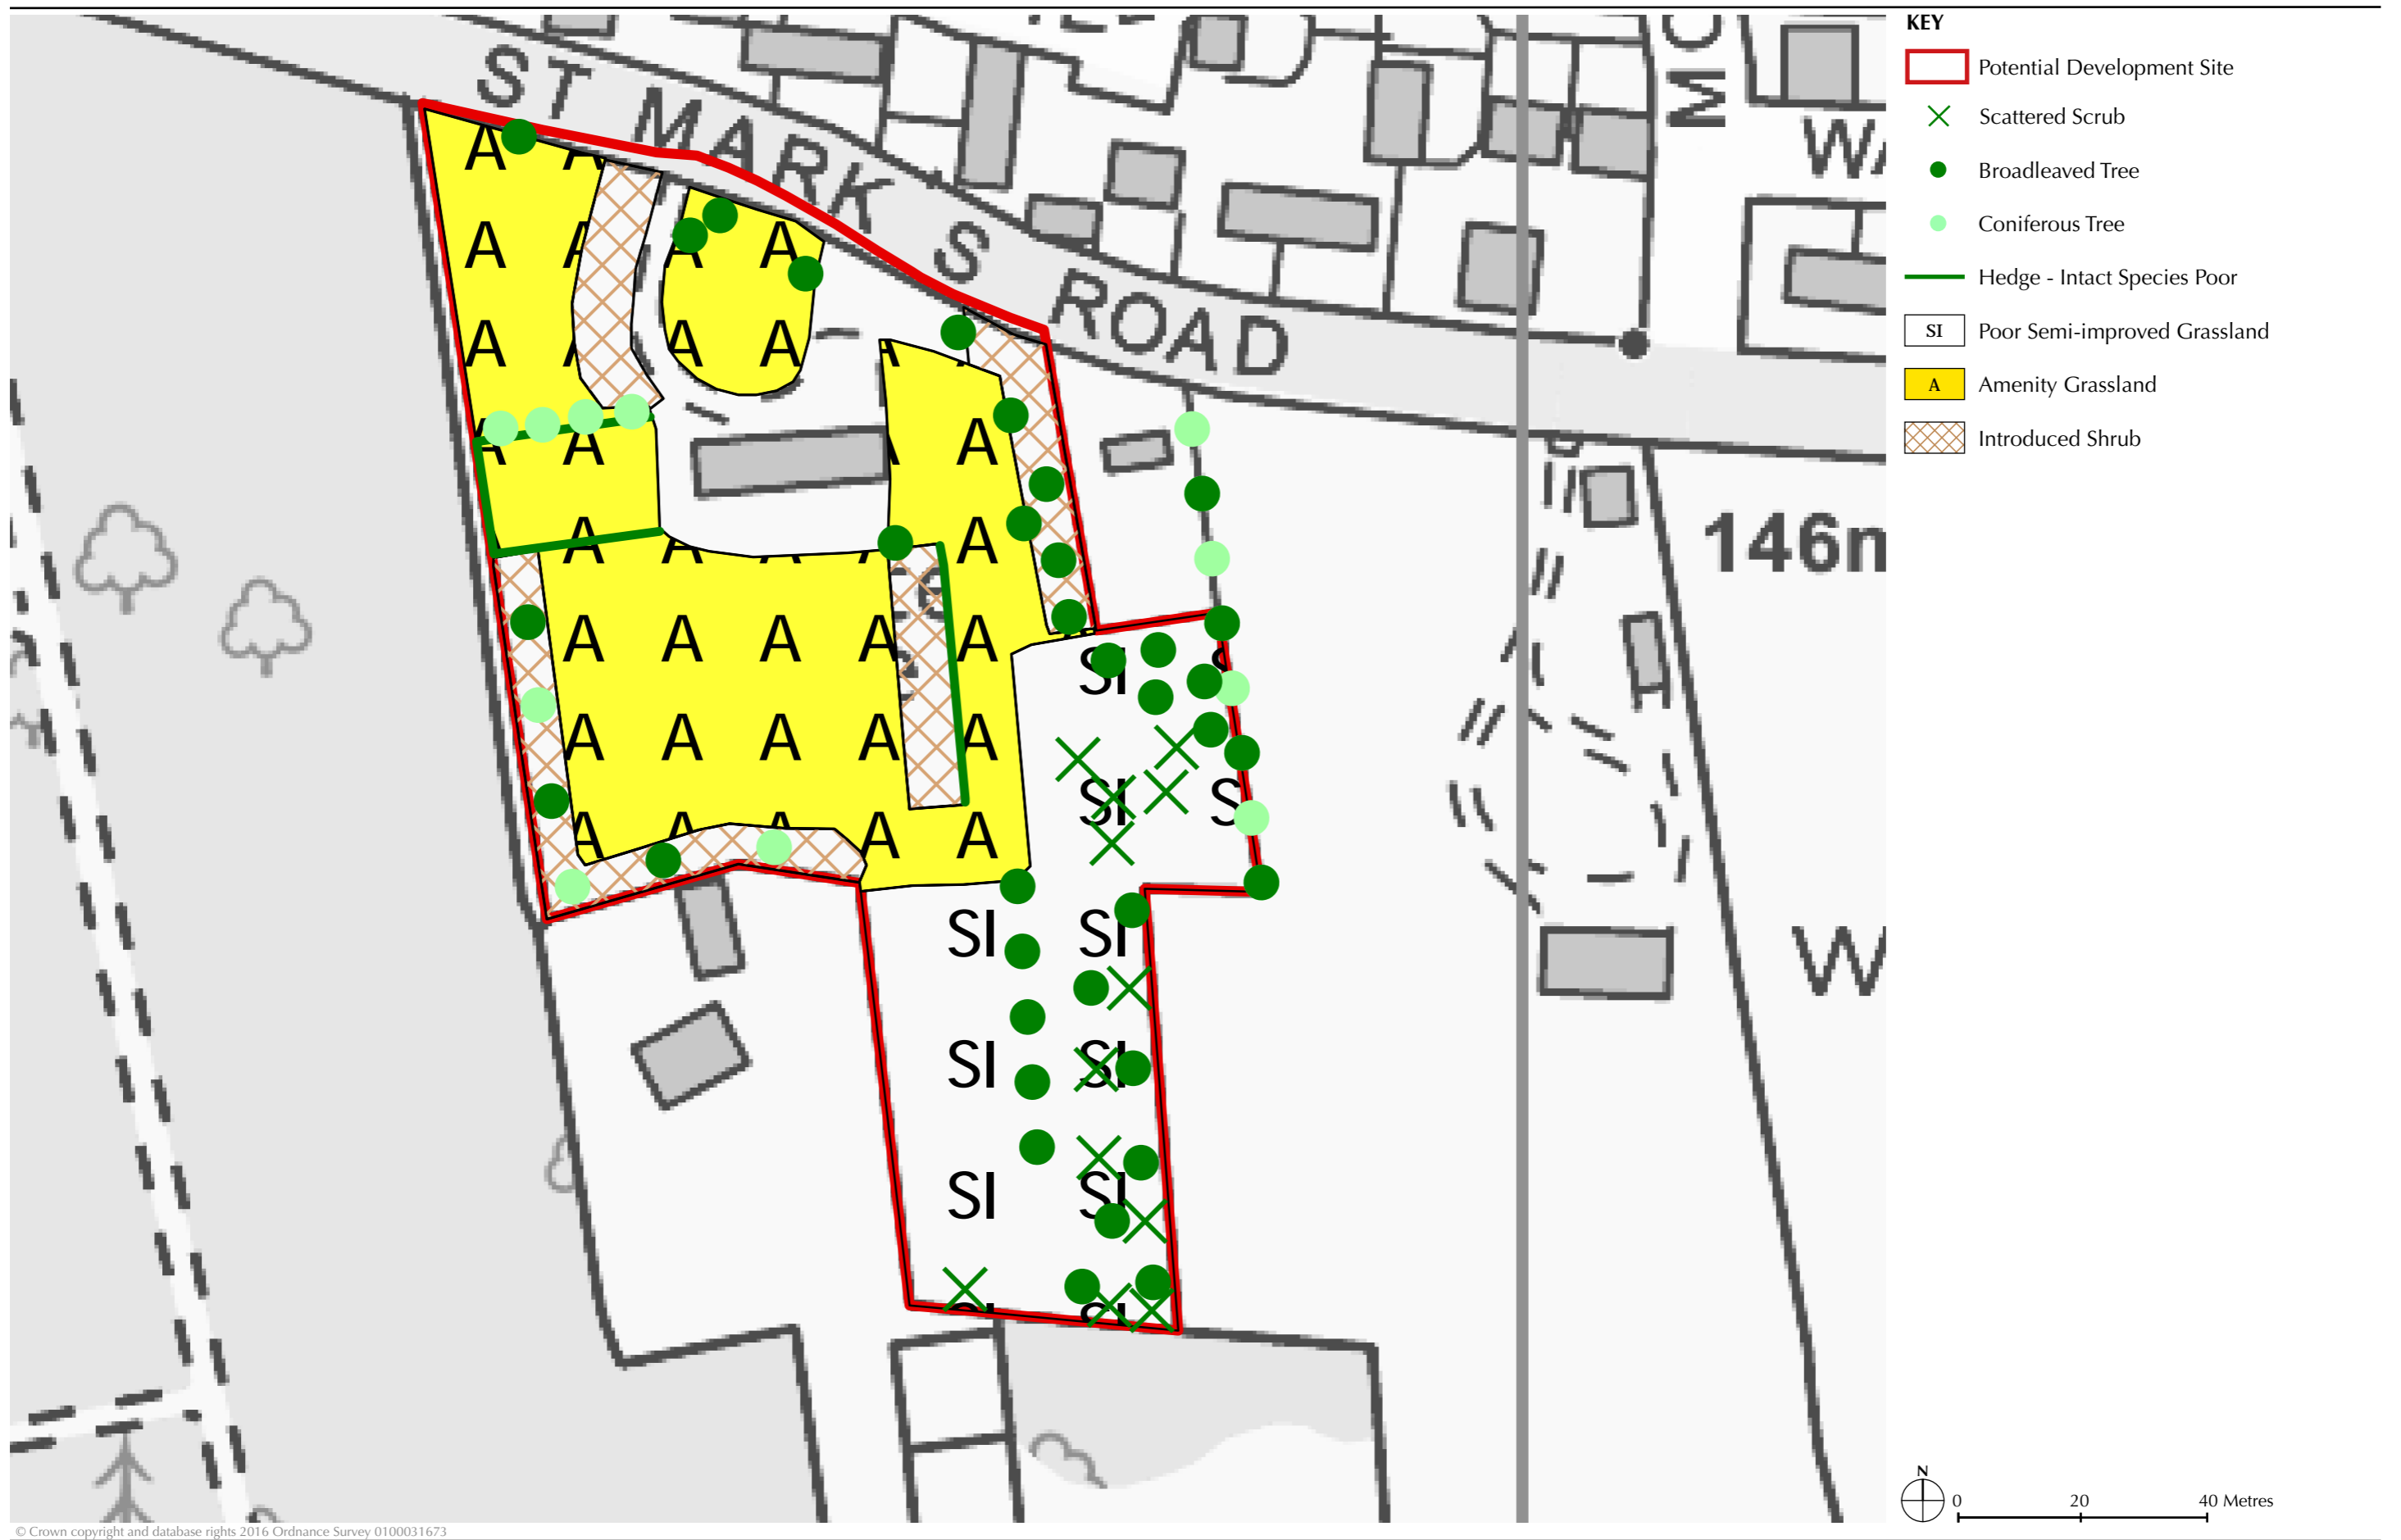 ST MARK'S ROAD
146m
KEY
Potential Development Site
Scattered Scrub
Broadleaved Tree
Coniferous Tree
Hedge - Intact Species Poor
SI Poor Semi-improved Grassland
A Amenity Grassland
Introduced Shrub
A A
A A A A
A A A A A
A A A
A A A A A
A A A A A
SI S
A A A A A
SI S
A A A A A
SI SI
SI SI
SI SI
SI SI
N
0 20 40 Metres
© Crown copyright and database rights 2016 Ordnance Survey 0100031673